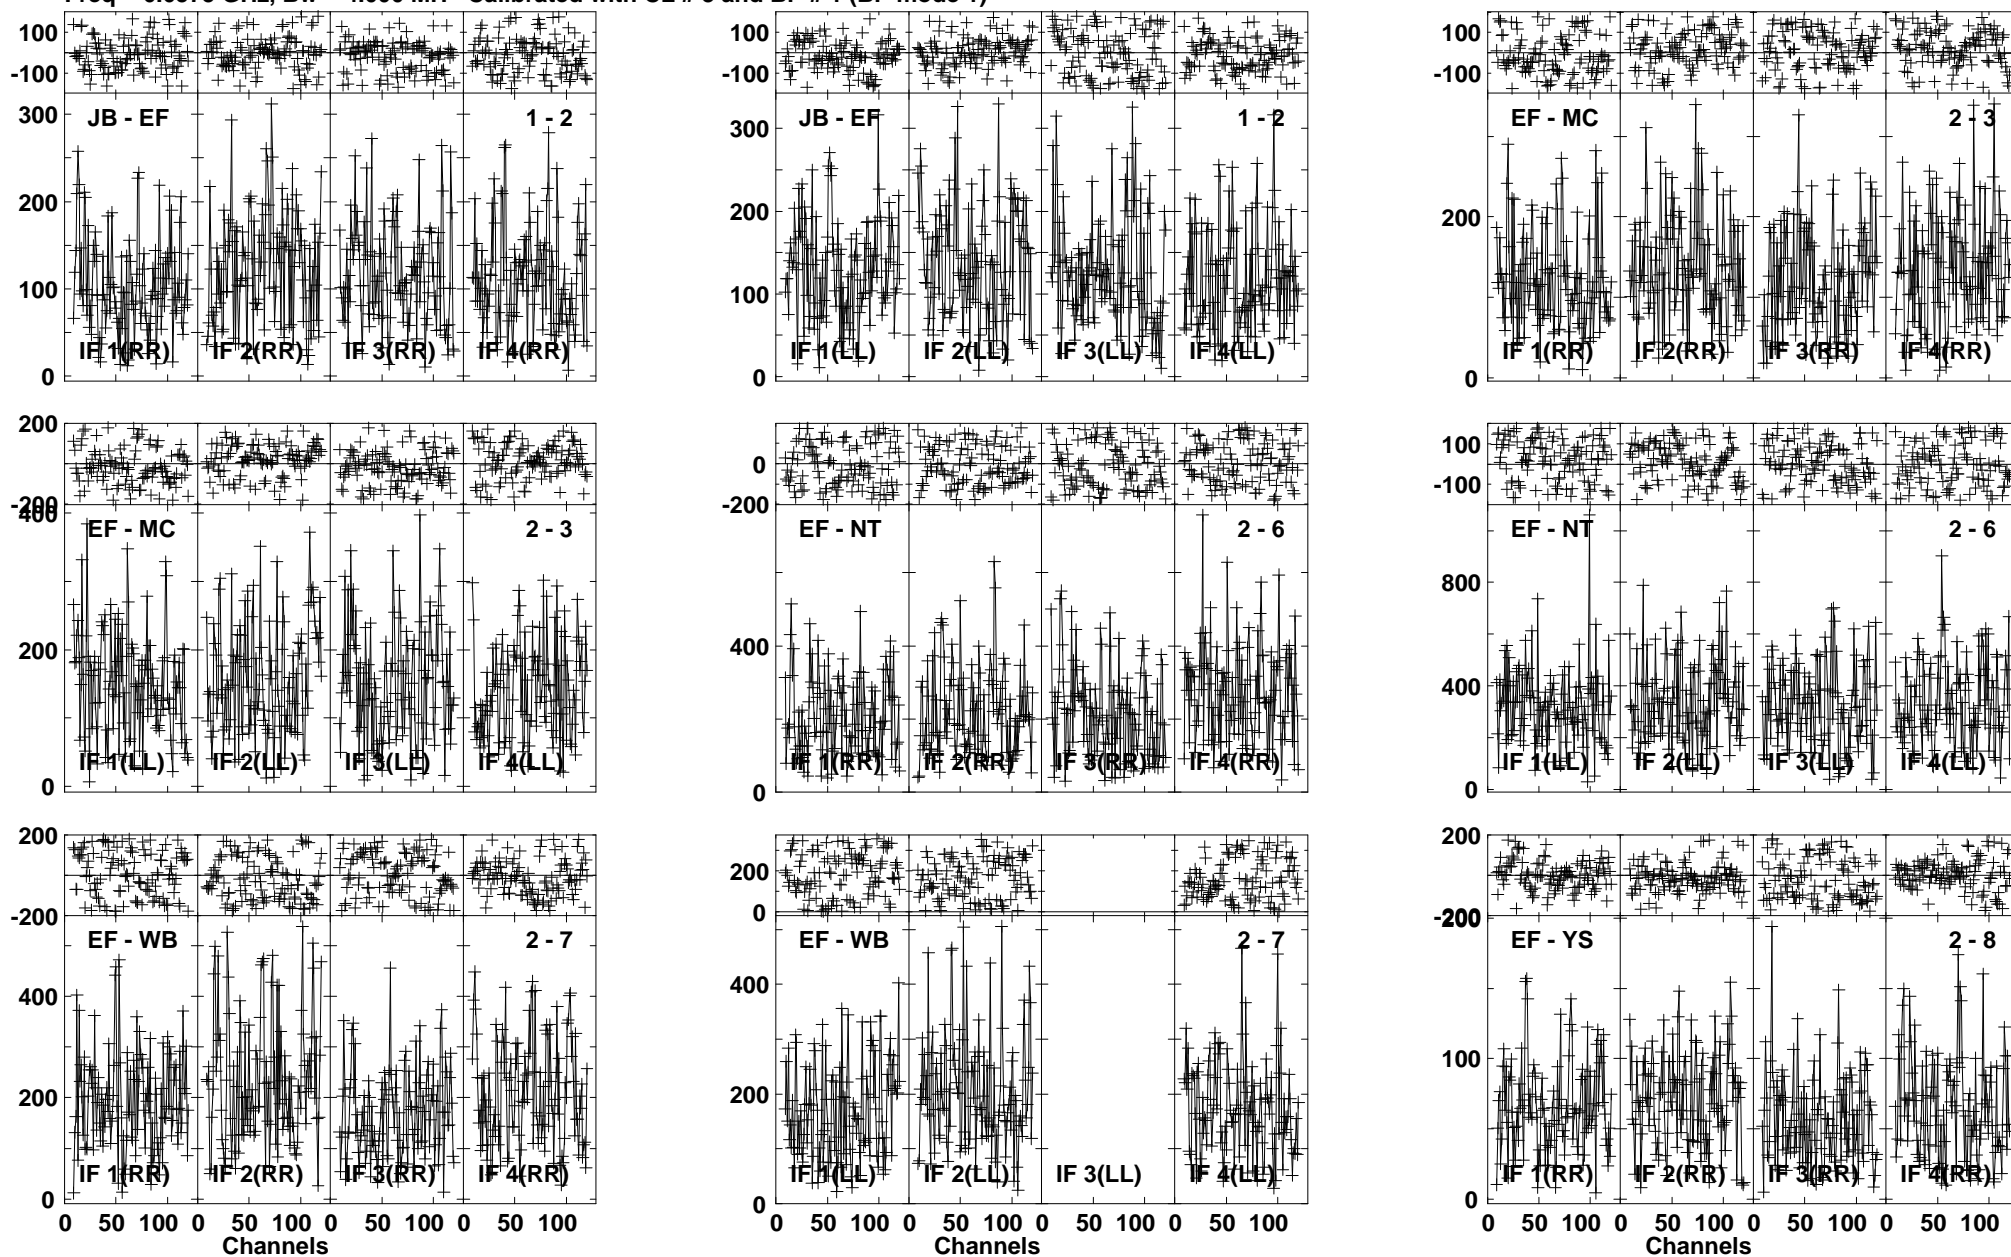 100 100 100
-100 -100 -100
300 JB - EF 1 - 2 300 JB - EF 1 - 2 EF - MC 2 - 3
200 200 200
100 100
IF 1(RR) IF 2(RR) IF 3(RR) IF 4(RR) IF 1(LL) IF 2(LL) IF 3(LL) IF 4(LL) IF 1(RR) IF 2(RR) IF 3(RR) IF 4(RR)
0 0 0
200 200
100
0
-100
-200 -200
400 EF - MC 2 - 3 EF - NT 2 - 6 EF - NT 2 - 6
800
200 400 400
IF 1(LL) IF 2(LL) IF 3(LL) IF 4(LL) IF 1(RR) IF 2(RR) IF 3(RR) IF 4(RR) IF 1(LL) IF 2(LL) IF 3(LL) IF 4(LL)
0 0 0
200 200
200
-200 0 -200
200
EF - WB 2 - 7 EF - WB 2 - 7 EF - YS 2 - 8
400 400
200 200 100
IF 1(RR) IF 2(RR) IF 3(RR) IF 4(RR) IF 1(LL) IF 2(LL) IF 3(LL) IF 4(LL) IF 1(RR) IF 2(RR) IF 3(RR) IF 4(RR)
0 0 0
0 50 100 0 50 100 0 50 100 0 50 100 0 50 100 0 50 100 0 50 100 0 50 100 0 50 100 0 50 100 0 50 100 0 50 100
Channels Channels